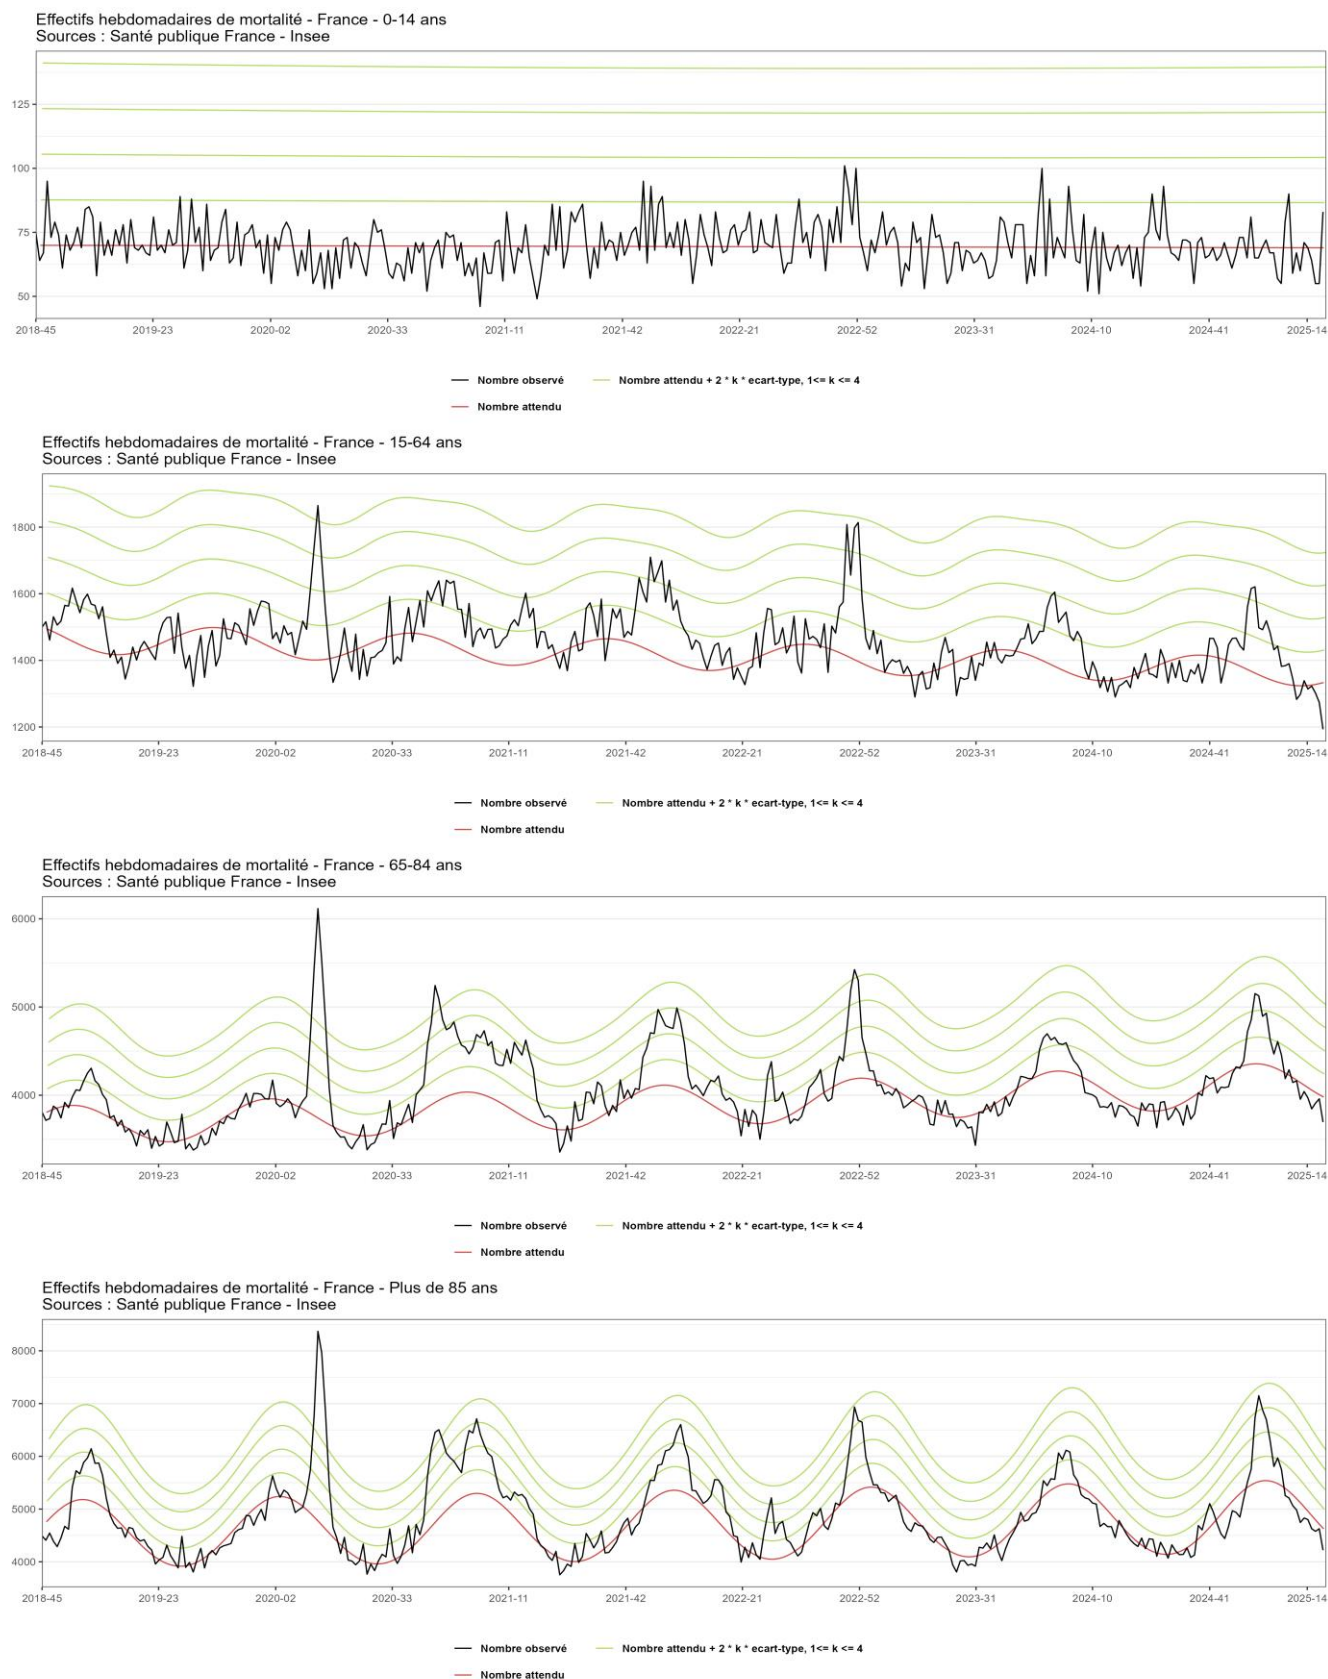 Effectifs hebdomadaires de mortalité - France - 0-14 ans
Sources : Santé publique France - Insee
125
100
75
50
2018-45 2019-23 2020-02 2020-33 2021-11 2021-42 2022-21 2022-52 2023-31 2024-10 2024-41 2025-14
Nombre observé Nombre attendu + 2 * k * ecart-type, 1<= k <= 4
Nombre attendu
Effectifs hebdomadaires de mortalité - France - 15-64 ans
Sources : Santé publique France - Insee
1800
1600
1400
1200
2018-45 2019-23 2020-02 2020-33 2021-11 2021-42 2022-21 2022-52 2023-31 2024-10 2024-41 2025-14
Nombre observé Nombre attendu + 2 * k * ecart-type, 1<= k <= 4
Nombre attendu
Effectifs hebdomadaires de mortalité - France - 65-84 ans
Sources : Santé publique France - Insee
6000
5000
4000
2018-45 2019-23 2020-02 2020-33 2021-11 2021-42 2022-21 2022-52 2023-31 2024-10 2024-41 2025-14
Nombre observé Nombre attendu + 2 * k * ecart-type, 1<= k <= 4
Nombre attendu
Effectifs hebdomadaires de mortalité - France - Plus de 85 ans
Sources : Santé publique France - Insee
8000
7000
6000
5000
4000
2018-45 2019-23 2020-02 2020-33 2021-11 2021-42 2022-21 2022-52 2023-31 2024-10 2024-41 2025-14
Nombre observé Nombre attendu + 2 * k * ecart-type, 1<= k <= 4
Nombre attendu